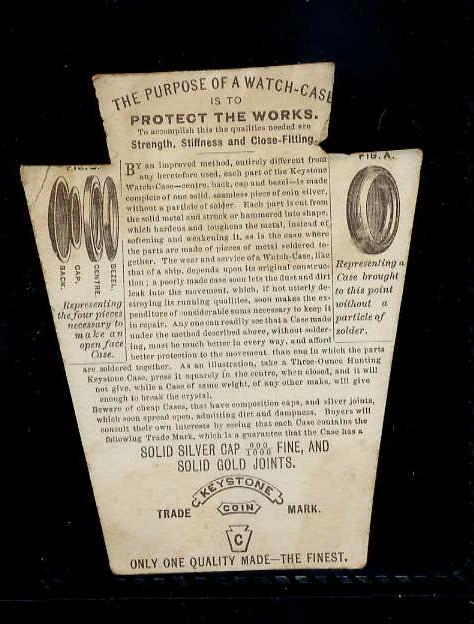 THE PURPOSE OF A WATCH-CASE
IS TO
PROTECT THE WORKS.
To accomplish this the qualities needed are
Strength, Stiffness and Close-Fitting.
BY an improved method, entirely different from
any heretofore used, each part of the Keystone
Watch-Case—centre, back, cap and bezel—is made
complete of one solid, seamless piece of coin silver,
without a particle of solder. Each part is cut from
the solid metal and struck or hammered into shape,
which hardens and toughens the metal, instead of
softening and weakening it, as is the case where
the parts are made of pieces of metal soldered to-
gether. The wear and service of a Watch-Case, like
that of a ship, depends upon its original construc-
tion; a poorly made case soon lets the dust and dirt
leak into the movement, which, if not utterly de-
stroying its running qualities, soon makes the ex-
penditure of considerable sums necessary to keep it
in repair. Any one can readily see that a Case made
under the method described above, without solder-
ing, must be much better in every way, and afford
better protection to the movement than one in which the parts
are soldered together. As an illustration, take a Three-Ounce Hunting
Keystone Case, press it squarely in the centre, when closed, and it will
not give, while a Case of same weight, of any other make, will give
enough to break the crystal.
Beware of cheap Cases, that have composition caps, and silver joints,
which soon spread open, admitting dirt and dampness. Buyers will
consult their own interests by seeing that each Case contains the
following Trade Mark, which is a guarantee that the Case has a
SOLID SILVER CAP 900/1000 FINE, AND
SOLID GOLD JOINTS.
BACK.
CAP.
CENTRE.
BEZEL.
Representing
the four pieces
necessary to
make an
open face
Case.
FIG. A.
Representing a
Case brought
to this point
without a
particle of
solder.
KEYSTONE
TRADE COIN MARK.
C
ONLY ONE QUALITY MADE—THE FINEST.